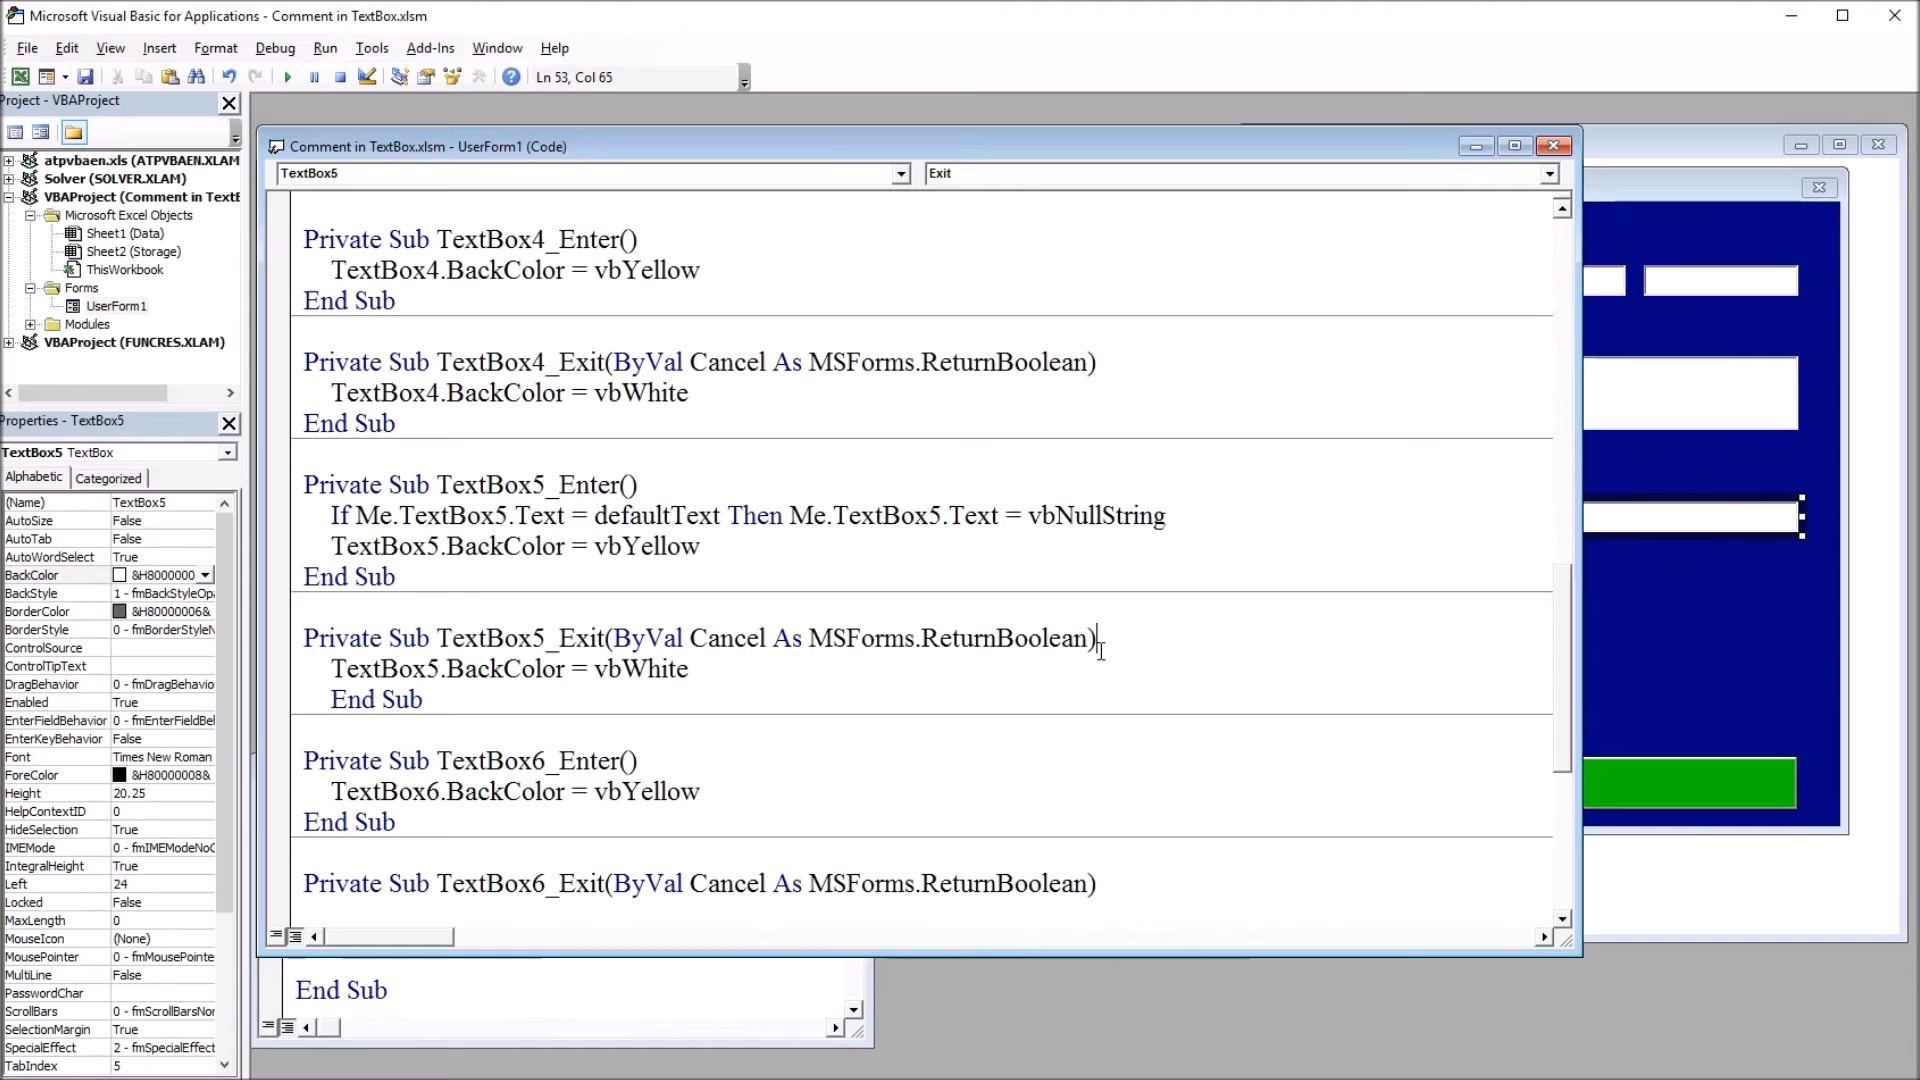 Microsoft Visual Basic for Applications - Comment in TextBox.xlsm
File Edit View Insert Format Debug Run Tools Add-Ins Window Help
Ln 53, Col 65
Project - VBAProject
atpvbaen.xls (ATPVBAEN.XLAM
Solver (SOLVER.XLAM)
VBAProject (Comment in TextB
Microsoft Excel Objects
Sheet1 (Data)
Sheet2 (Storage)
ThisWorkbook
Forms
UserForm1
Modules
VBAProject (FUNCRES.XLAM)
Properties - TextBox5
TextBox5 TextBox
Alphabetic Categorized
(Name) TextBox5
AutoSize False
AutoTab False
AutoWordSelect True
BackColor &H8000000
BackStyle 1 - fmBackStyleOp
BorderColor &H80000006&
BorderStyle 0 - fmBorderStyleN
ControlSource
ControlTipText
DragBehavior 0 - fmDragBehavio
Enabled True
EnterFieldBehavior 0 - fmEnterFieldBel
EnterKeyBehavior False
Font Times New Roman
ForeColor &H80000008&
Height 20.25
HelpContextID 0
HideSelection True
IMEMode 0 - fmIMEModeNoC
IntegralHeight True
Left 24
Locked False
MaxLength 0
MouseIcon (None)
MousePointer 0 - fmMousePointe
MultiLine False
PasswordChar
ScrollBars 0 - fmScrollBarsNor
SelectionMargin True
SpecialEffect 2 - fmSpecialEffect
TabIndex 5
Comment in TextBox.xlsm - UserForm1 (Code)
TextBox5 Exit
Private Sub TextBox4_Enter()
TextBox4.BackColor = vbYellow
End Sub
Private Sub TextBox4_Exit(ByVal Cancel As MSForms.ReturnBoolean)
TextBox4.BackColor = vbWhite
End Sub
Private Sub TextBox5_Enter()
If Me.TextBox5.Text = defaultText Then Me.TextBox5.Text = vbNullString
TextBox5.BackColor = vbYellow
End Sub
Private Sub TextBox5_Exit(ByVal Cancel As MSForms.ReturnBoolean)
TextBox5.BackColor = vbWhite
End Sub
Private Sub TextBox6_Enter()
TextBox6.BackColor = vbYellow
End Sub
Private Sub TextBox6_Exit(ByVal Cancel As MSForms.ReturnBoolean)
End Sub